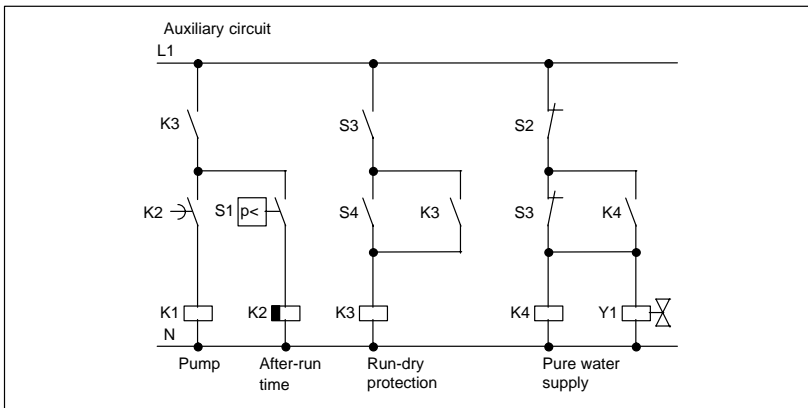 Auxiliary circuit
L1
K3 S3 S2
K2 S1 p< S4 K3 S3 K4
K1 K2 K3 K4 Y1
N
Pump After-run Run-dry Pure water
time protection supply